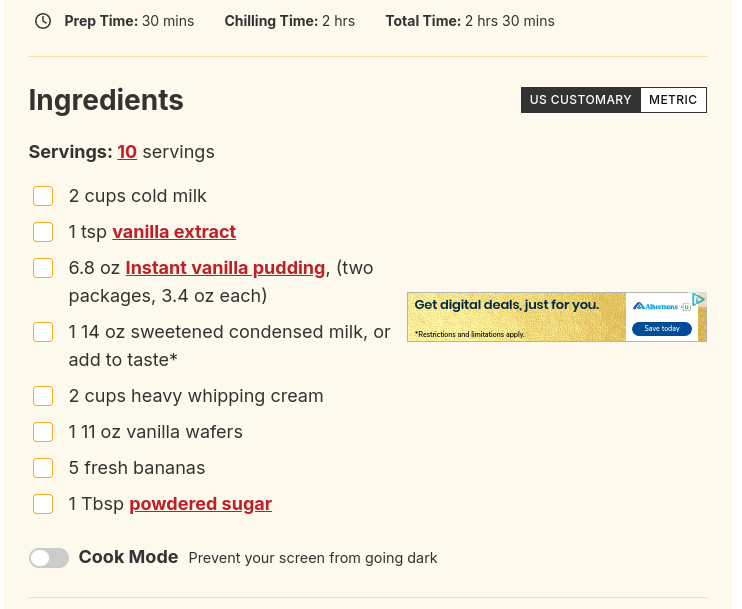 Prep Time: 30 mins Chilling Time: 2 hrs Total Time: 2 hrs 30 mins
Ingredients
US CUSTOMARY METRIC
Servings: 10 servings
2 cups cold milk
1 tsp vanilla extract
6.8 oz Instant vanilla pudding, (two
packages, 3.4 oz each)
1 14 oz sweetened condensed milk, or
add to taste*
2 cups heavy whipping cream
1 11 oz vanilla wafers
5 fresh bananas
1 Tbsp powdered sugar
Get digital deals, just for you.
*Restrictions and limitations apply.
Albertsons u
Save today
Cook Mode Prevent your screen from going dark